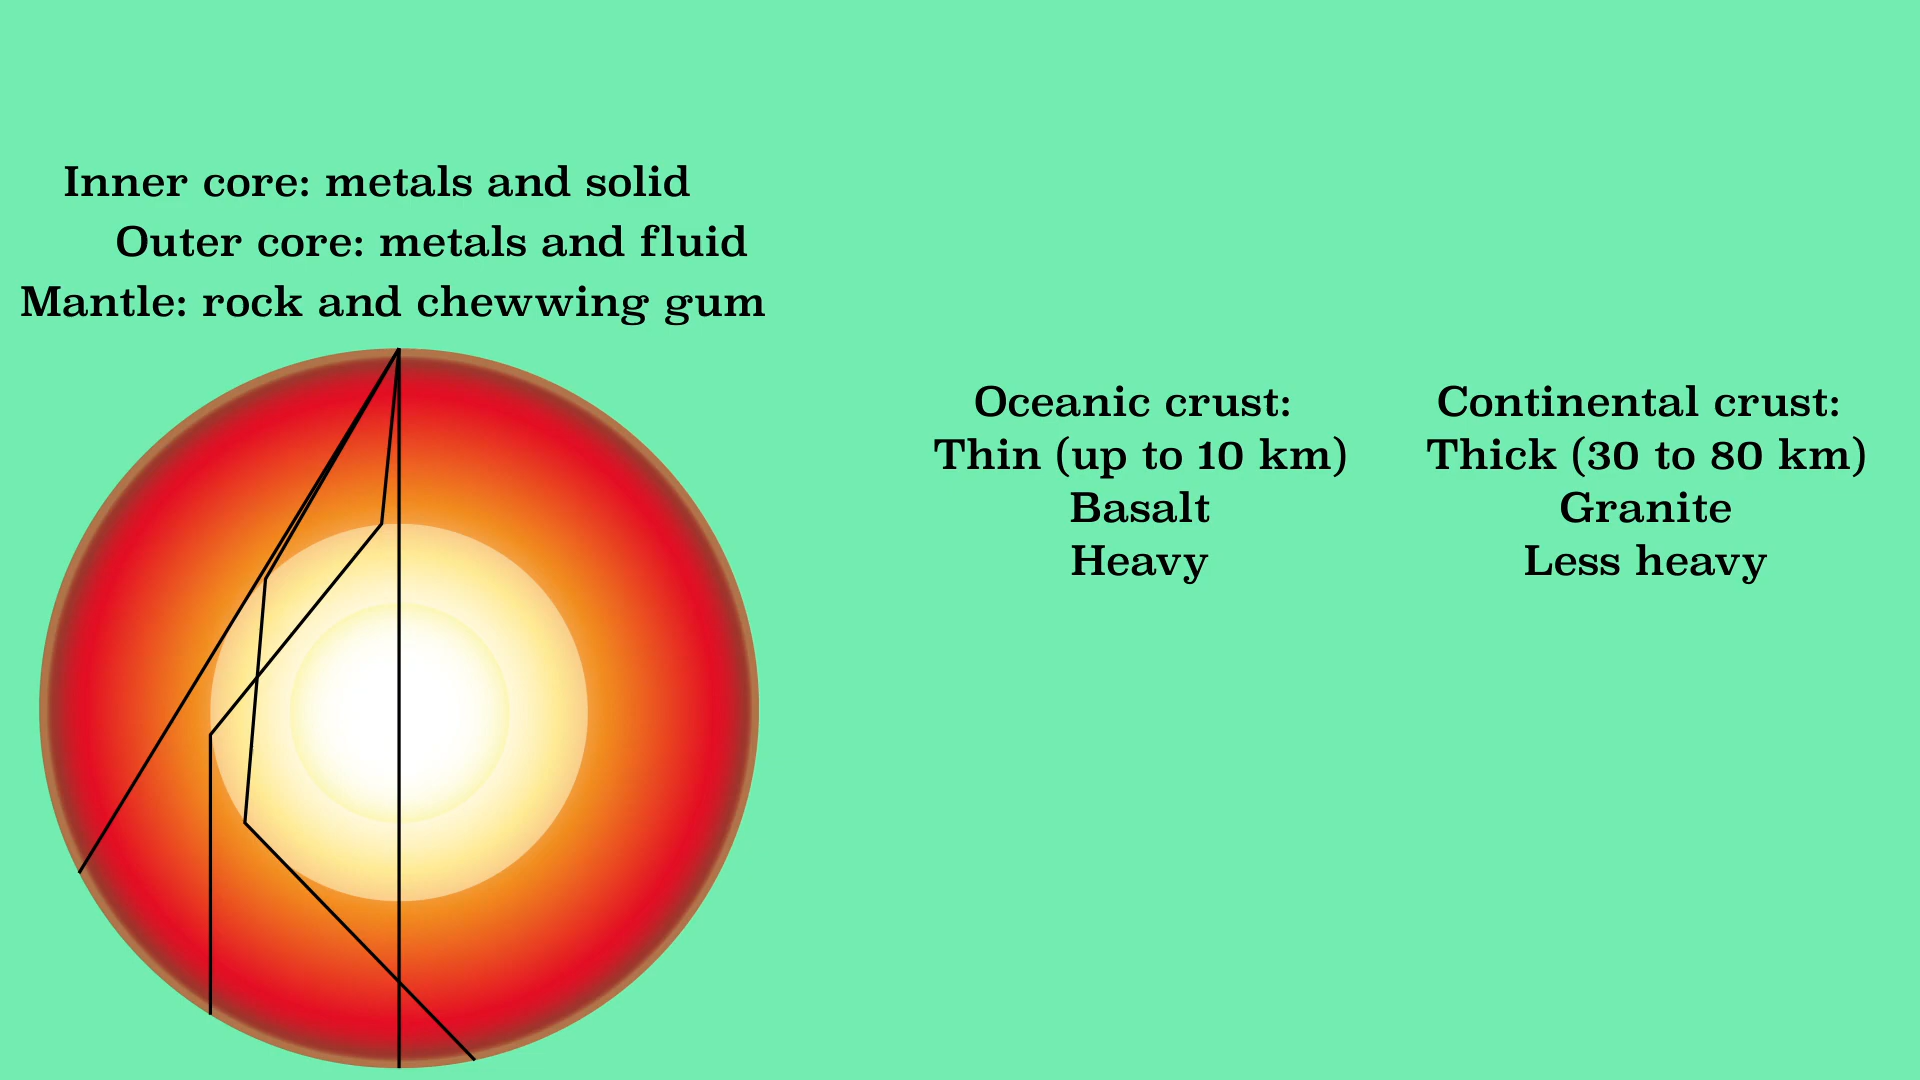 Inner core: metals and solid
Outer core: metals and fluid
Mantle: rock and chewwing gum
Oceanic crust:
Thin (up to 10 km)
Basalt
Heavy
Continental crust:
Thick (30 to 80 km)
Granite
Less heavy